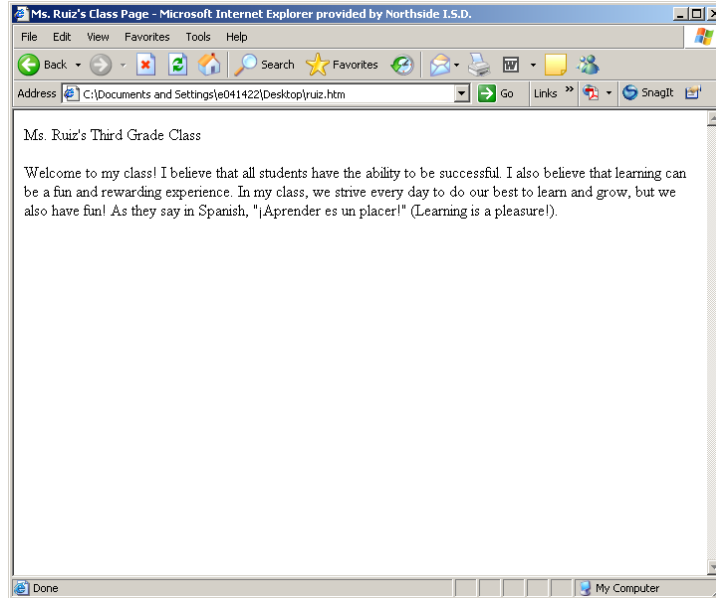 Ms. Ruiz's Class Page - Microsoft Internet Explorer provided by Northside I.S.D.
File Edit View Favorites Tools Help
Back Search Favorites
Address C:\Documents and Settings\e041422\Desktop\ruiz.htm Go Links » SnagIt
Ms. Ruiz's Third Grade Class
Welcome to my class! I believe that all students have the ability to be successful. I also believe that learning can
be a fun and rewarding experience. In my class, we strive every day to do our best to learn and grow, but we
also have fun! As they say in Spanish, "¡Aprender es un placer!" (Learning is a pleasure!).
Done My Computer